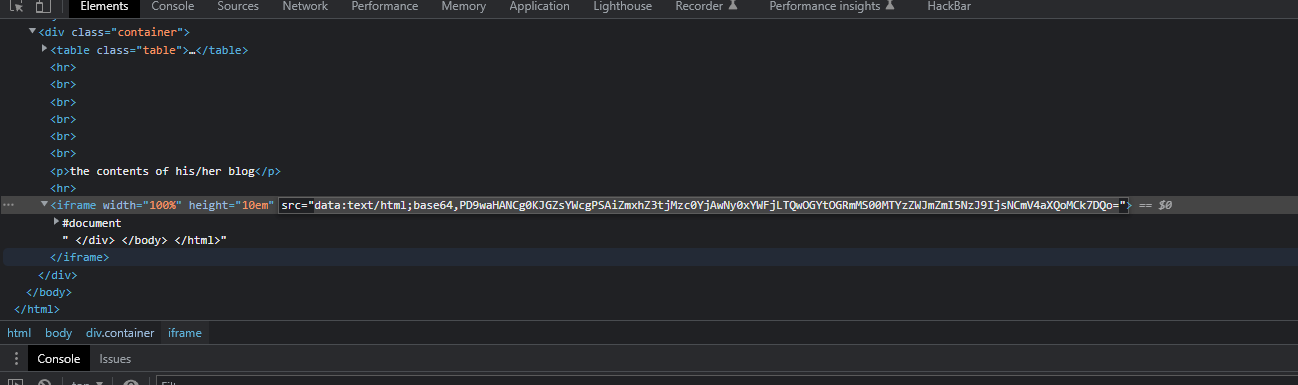 Elements Console Sources Network Performance Memory Application Lighthouse Recorder Performance insights HackBar
▼<div class="container">
▶<table class="table">…</table>
<hr>
<br>
<br>
<br>
<br>
<br>
<p>the contents of his/her blog</p>
<hr>
… ▼<iframe width="100%" height="10em" src="data:text/html;base64,PD9waHANCg0KJGZsYWcgPSAiZmxhZ3tjMzc0YjAwNy0xYWFjLTQwOGYtOGRmMS00MTYzZWJmZmI5NzJ9IjsNCmV4aXQoMCk7DQo="> == $0
▶#document
" </div> </body> </html>"
</iframe>
</div>
</body>
</html>
html body div.container iframe
Console Issues